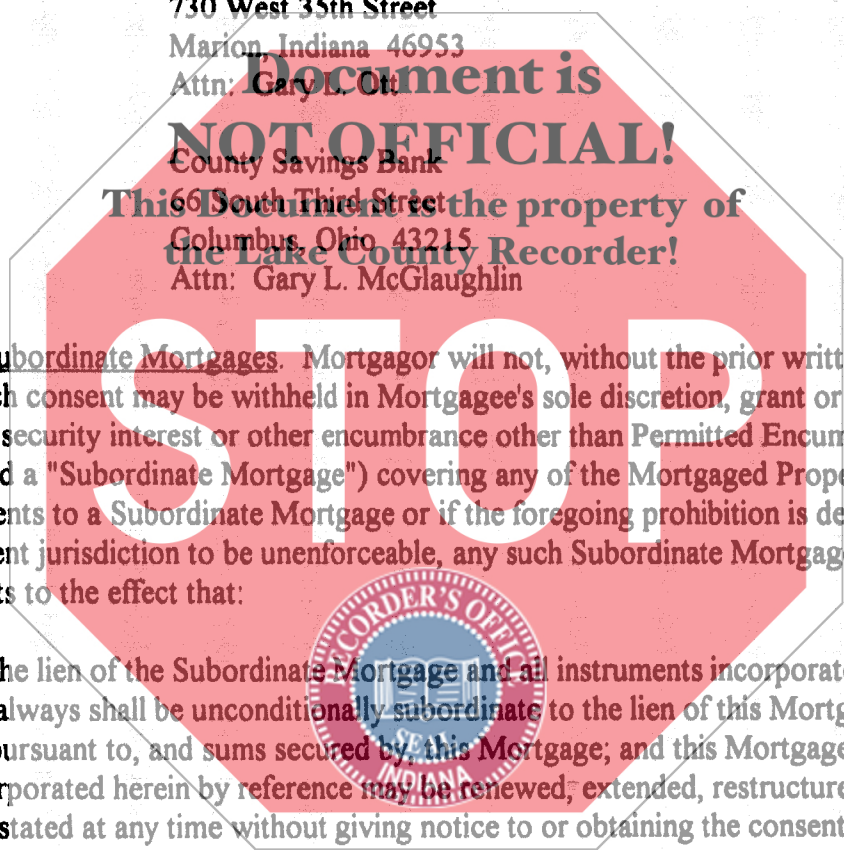 730 West 35th Street
Marion, Indiana 46953
Attn: Gary L. Ott
Document is
NOT OFFICIAL!
This Document is the property of
the Lake County Recorder!
County Savings Bank
66 South Third Street
Columbus, Ohio 43215
Attn: Gary L. McGlaughlin
STOP
ubordinate Mortgages. Mortgagor will not, without the prior writt
h consent may be withheld in Mortgagee's sole discretion, grant or
security interest or other encumbrance other than Permitted Encum
d a "Subordinate Mortgage") covering any of the Mortgaged Prope
ents to a Subordinate Mortgage or if the foregoing prohibition is de
ent jurisdiction to be unenforceable, any such Subordinate Mortgag
ts to the effect that:
he lien of the Subordinate Mortgage and all instruments incorporat
always shall be unconditionally subordinate to the lien of this Mortg
ursuant to, and sums secured by, this Mortgage; and this Mortgage
rporated herein by reference may be renewed, extended, restructure
stated at any time without giving notice to or obtaining the consent
RECORDER'S OFFIC
SEAL
INDIANA